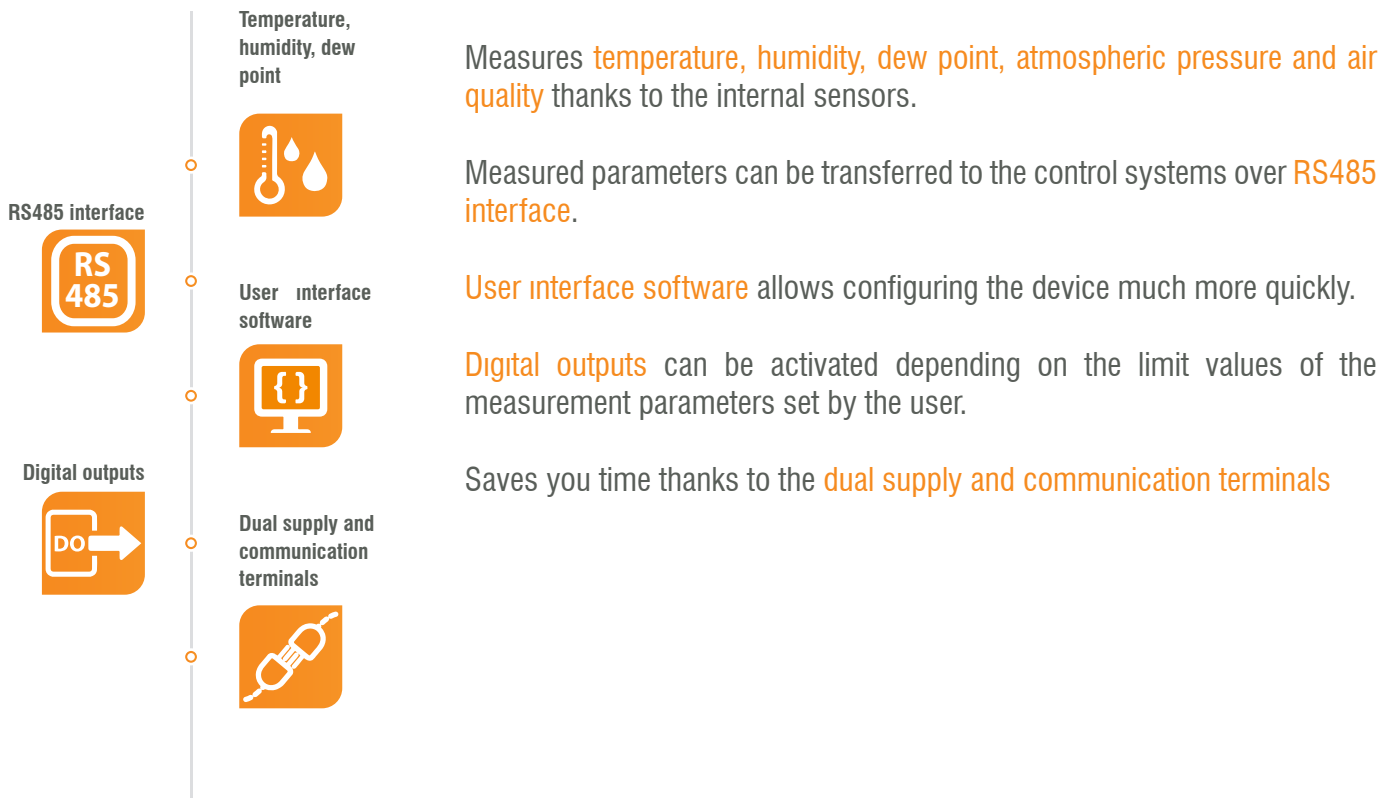 Temperature,
humidity, dew
point
RS485 interface
RS
485
User ınterface
software
{ }
Digital outputs
DO
Dual supply and
communication
terminals
Measures temperature, humidity, dew point, atmospheric pressure and air
quality thanks to the internal sensors.
Measured parameters can be transferred to the control systems over RS485
interface.
User ınterface software allows configuring the device much more quickly.
Dıgıtal outputs can be activated depending on the limit values of the
measurement parameters set by the user.
Saves you time thanks to the dual supply and communication terminals